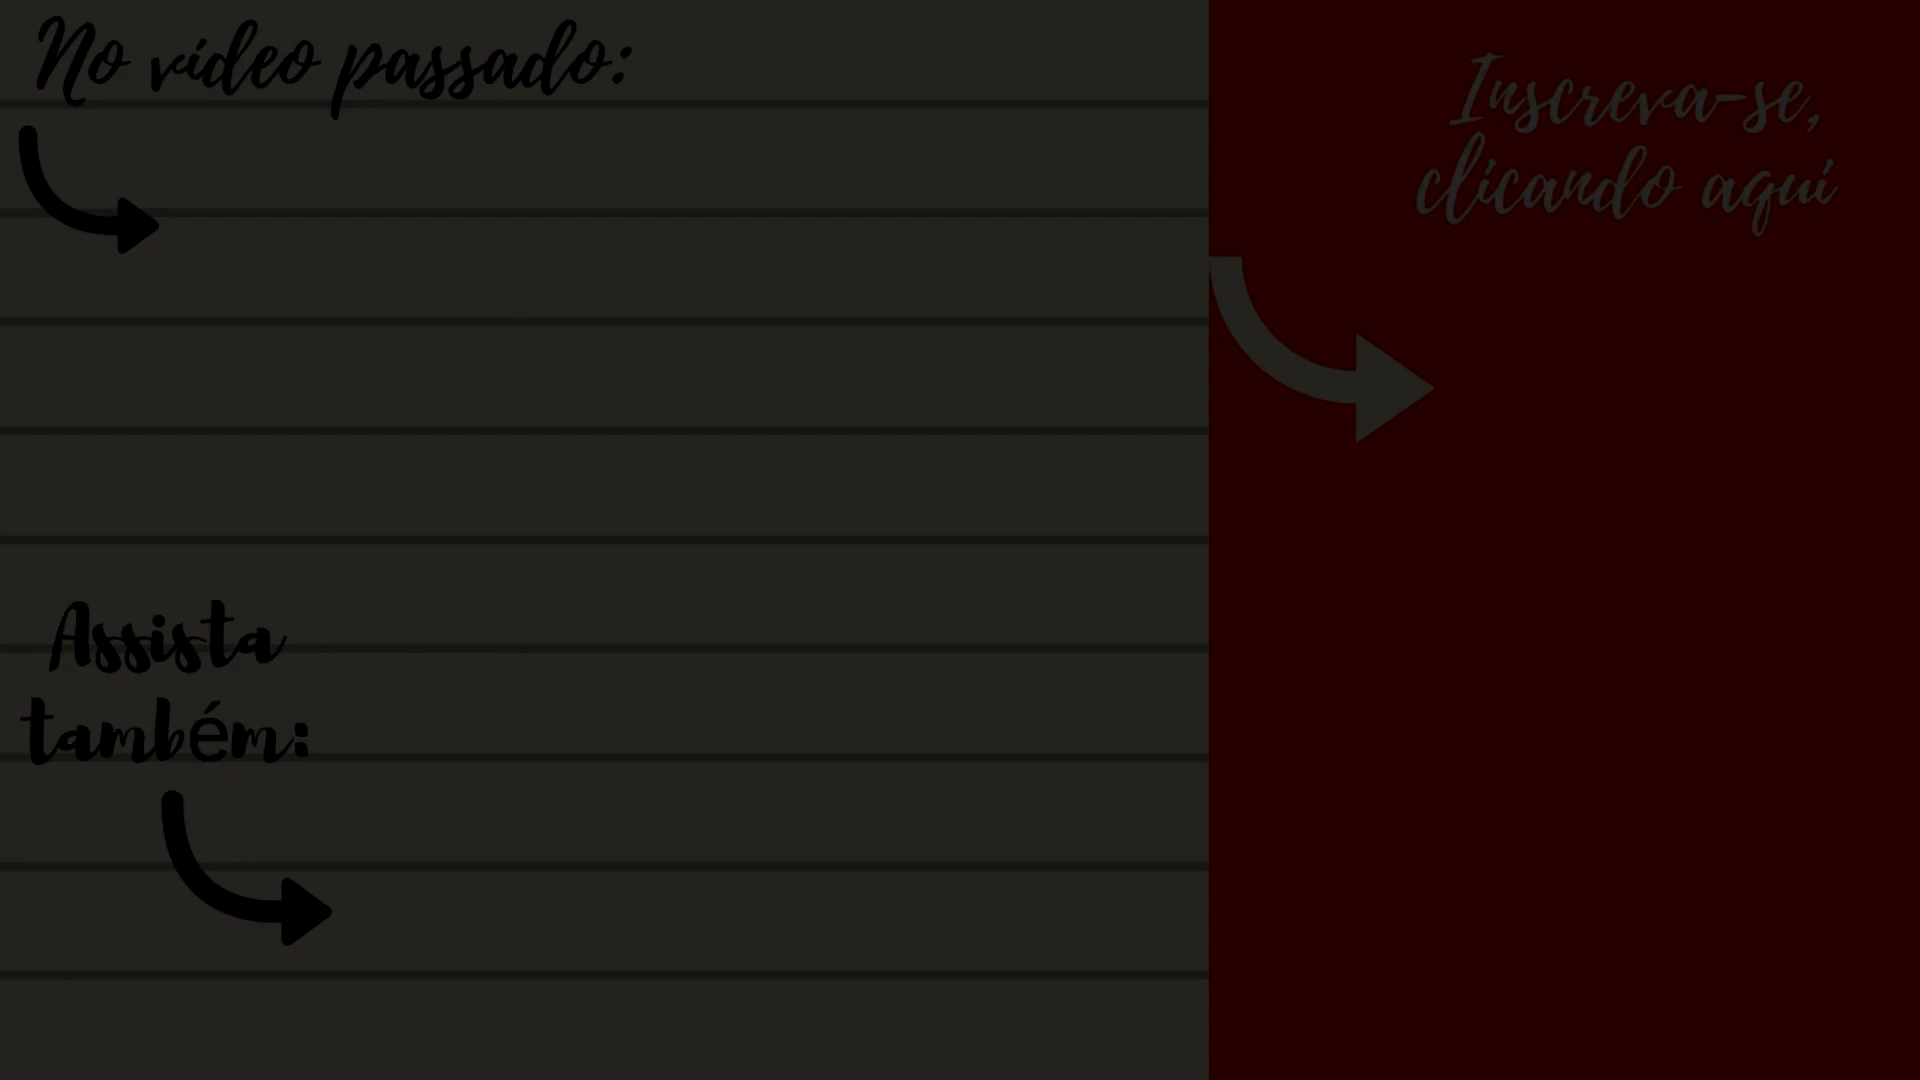 No vídeo passado:
Inscreva-se,
clicando aqui
Assista
também: